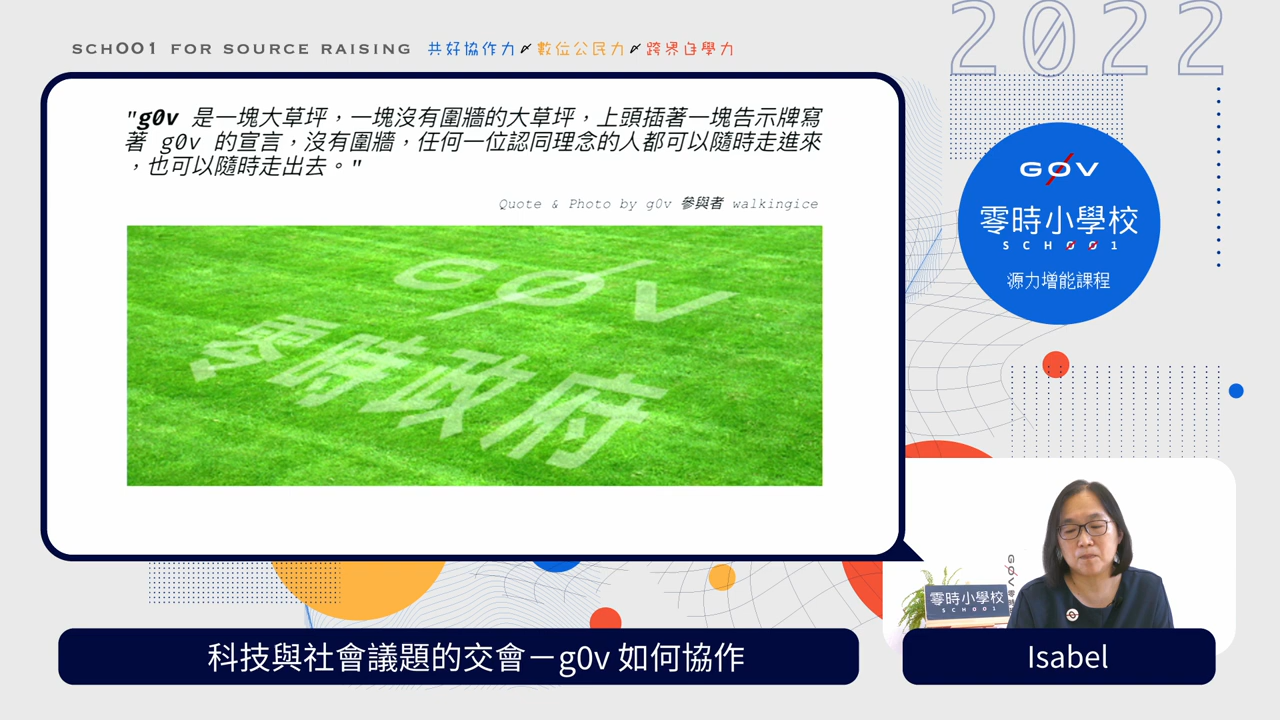 SCHOO1 FOR SOURCE RAISING 共好協作力 數位公民力 跨界自學力
2022
"g0v 是一塊大草坪，一塊沒有圍牆的大草坪，上頭插著一塊告示牌寫
著 g0v 的宣言，沒有圍牆，任何一位認同理念的人都可以隨時走進來
，也可以隨時走出去。"
Quote & Photo by g0v 參與者 walkingice
G0V
零時政府
G0V
零時小學校
SCH001
源力增能課程
G0V
零時小學校
SCH001
科技與社會議題的交會－g0v 如何協作
Isabel